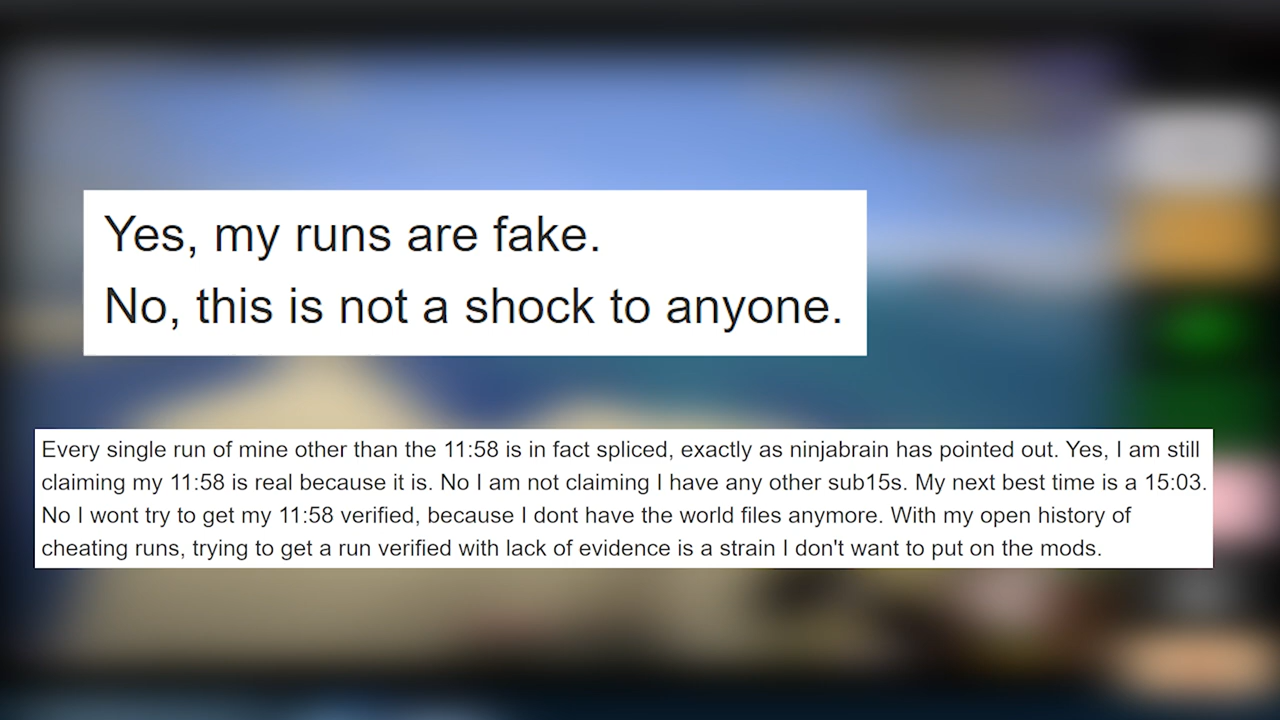 Yes, my runs are fake.
No, this is not a shock to anyone.
Every single run of mine other than the 11:58 is in fact spliced, exactly as ninjabrain has pointed out. Yes, I am still
claiming my 11:58 is real because it is. No I am not claiming I have any other sub15s. My next best time is a 15:03.
No I wont try to get my 11:58 verified, because I dont have the world files anymore. With my open history of
cheating runs, trying to get a run verified with lack of evidence is a strain I don't want to put on the mods.